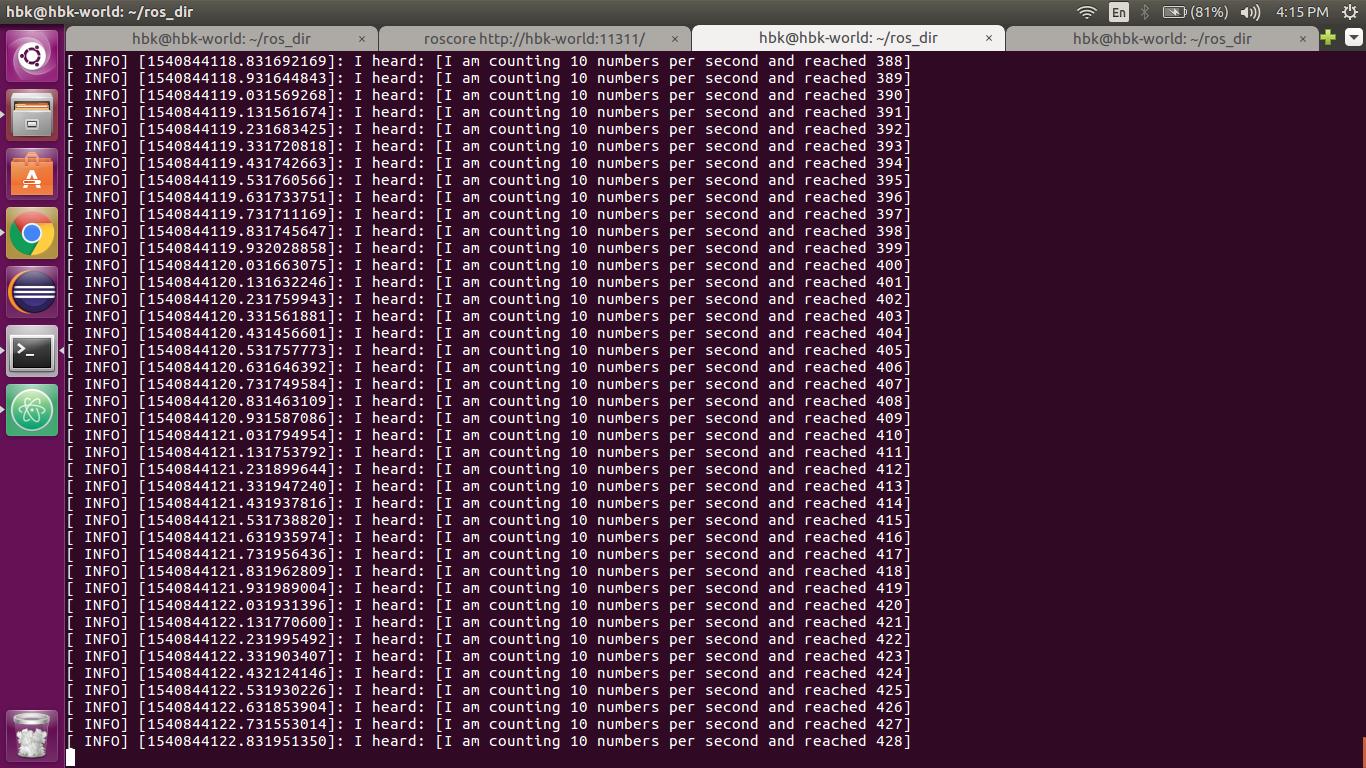 hbk@hbk-world: ~/ros_dir
En
(81%)
4:15 PM
hbk@hbk-world: ~/ros_dir ×
roscore http://hbk-world:11311/ ×
hbk@hbk-world: ~/ros_dir ×
hbk@hbk-world: ~/ros_dir ×
[ INFO] [1540844118.831692169]: I heard: [I am counting 10 numbers per second and reached 388]
[ INFO] [1540844118.931644843]: I heard: [I am counting 10 numbers per second and reached 389]
[ INFO] [1540844119.031569268]: I heard: [I am counting 10 numbers per second and reached 390]
[ INFO] [1540844119.131561674]: I heard: [I am counting 10 numbers per second and reached 391]
[ INFO] [1540844119.231683425]: I heard: [I am counting 10 numbers per second and reached 392]
[ INFO] [1540844119.331720818]: I heard: [I am counting 10 numbers per second and reached 393]
[ INFO] [1540844119.431742663]: I heard: [I am counting 10 numbers per second and reached 394]
[ INFO] [1540844119.531760566]: I heard: [I am counting 10 numbers per second and reached 395]
[ INFO] [1540844119.631733751]: I heard: [I am counting 10 numbers per second and reached 396]
[ INFO] [1540844119.731711169]: I heard: [I am counting 10 numbers per second and reached 397]
[ INFO] [1540844119.831745647]: I heard: [I am counting 10 numbers per second and reached 398]
[ INFO] [1540844119.932028858]: I heard: [I am counting 10 numbers per second and reached 399]
[ INFO] [1540844120.031663075]: I heard: [I am counting 10 numbers per second and reached 400]
[ INFO] [1540844120.131632246]: I heard: [I am counting 10 numbers per second and reached 401]
[ INFO] [1540844120.231759943]: I heard: [I am counting 10 numbers per second and reached 402]
[ INFO] [1540844120.331561881]: I heard: [I am counting 10 numbers per second and reached 403]
[ INFO] [1540844120.431456601]: I heard: [I am counting 10 numbers per second and reached 404]
[ INFO] [1540844120.531757773]: I heard: [I am counting 10 numbers per second and reached 405]
[ INFO] [1540844120.631646392]: I heard: [I am counting 10 numbers per second and reached 406]
[ INFO] [1540844120.731749584]: I heard: [I am counting 10 numbers per second and reached 407]
[ INFO] [1540844120.831463109]: I heard: [I am counting 10 numbers per second and reached 408]
[ INFO] [1540844120.931587086]: I heard: [I am counting 10 numbers per second and reached 409]
[ INFO] [1540844121.031794954]: I heard: [I am counting 10 numbers per second and reached 410]
[ INFO] [1540844121.131753792]: I heard: [I am counting 10 numbers per second and reached 411]
[ INFO] [1540844121.231899644]: I heard: [I am counting 10 numbers per second and reached 412]
[ INFO] [1540844121.331947240]: I heard: [I am counting 10 numbers per second and reached 413]
[ INFO] [1540844121.431937816]: I heard: [I am counting 10 numbers per second and reached 414]
[ INFO] [1540844121.531738820]: I heard: [I am counting 10 numbers per second and reached 415]
[ INFO] [1540844121.631935974]: I heard: [I am counting 10 numbers per second and reached 416]
[ INFO] [1540844121.731956436]: I heard: [I am counting 10 numbers per second and reached 417]
[ INFO] [1540844121.831962809]: I heard: [I am counting 10 numbers per second and reached 418]
[ INFO] [1540844121.931989004]: I heard: [I am counting 10 numbers per second and reached 419]
[ INFO] [1540844122.031931396]: I heard: [I am counting 10 numbers per second and reached 420]
[ INFO] [1540844122.131770600]: I heard: [I am counting 10 numbers per second and reached 421]
[ INFO] [1540844122.231995492]: I heard: [I am counting 10 numbers per second and reached 422]
[ INFO] [1540844122.331903407]: I heard: [I am counting 10 numbers per second and reached 423]
[ INFO] [1540844122.432124146]: I heard: [I am counting 10 numbers per second and reached 424]
[ INFO] [1540844122.531930226]: I heard: [I am counting 10 numbers per second and reached 425]
[ INFO] [1540844122.631853904]: I heard: [I am counting 10 numbers per second and reached 426]
[ INFO] [1540844122.731553014]: I heard: [I am counting 10 numbers per second and reached 427]
[ INFO] [1540844122.831951350]: I heard: [I am counting 10 numbers per second and reached 428]